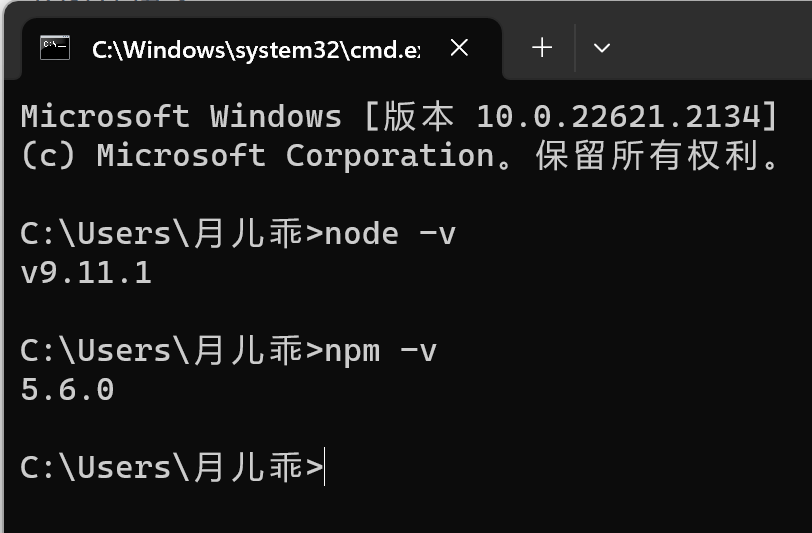 C:\Windows\system32\cmd.e
Microsoft Windows [版本 10.0.22621.2134]
(c) Microsoft Corporation。保留所有权利。
C:\Users\月儿乖>node -v
v9.11.1
C:\Users\月儿乖>npm -v
5.6.0
C:\Users\月儿乖>